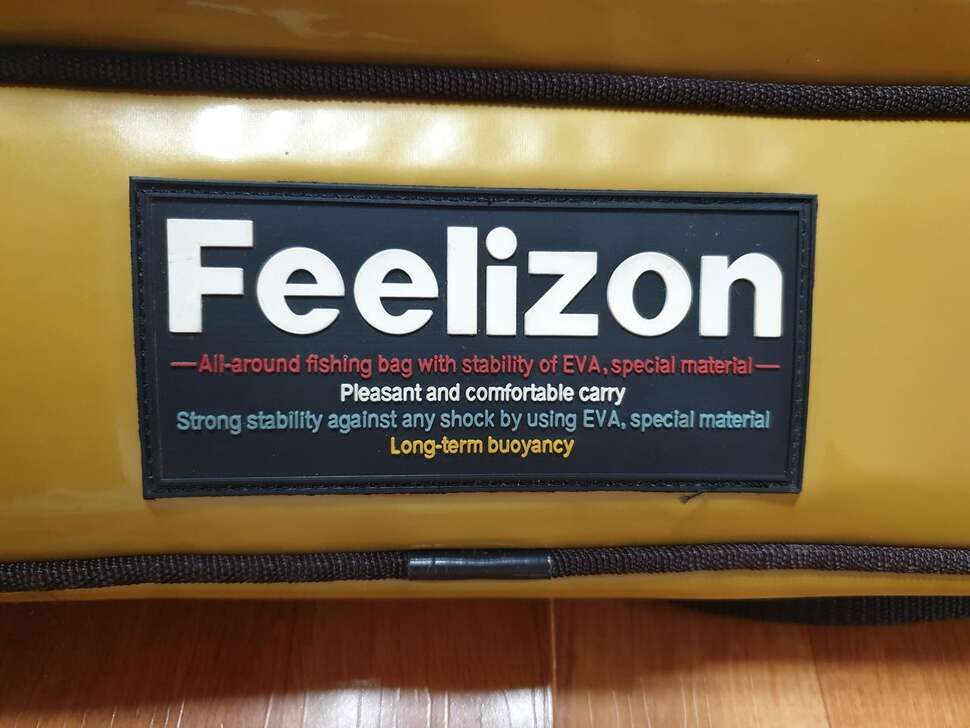 Feelizon
—All-around fishing bag with stability of EVA, special material—
Pleasant and comfortable carry
Strong stability against any shock by using EVA, special material
Long-term buoyancy